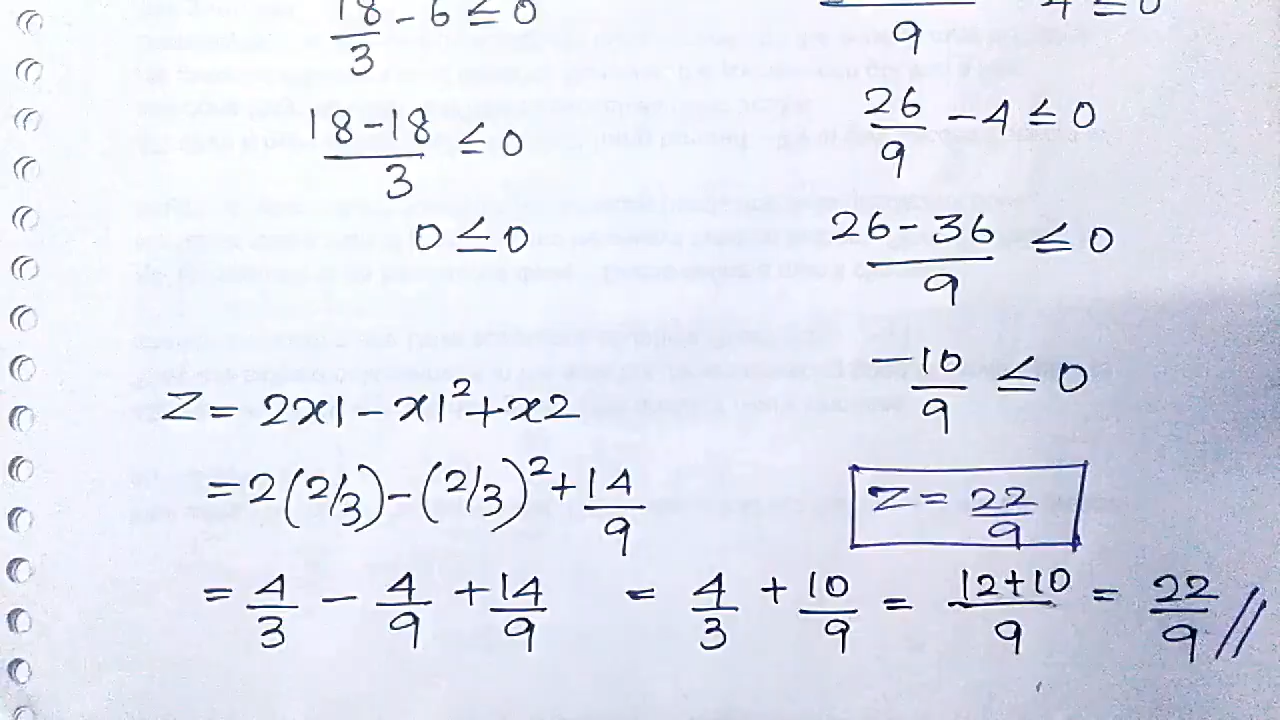 18/3 - 6 ≤ 0
(18-18)/3 ≤ 0
0 ≤ 0
9
26/9 - 4 ≤ 0
(26-36)/9 ≤ 0
-10/9 ≤ 0
Z = 2x1 - x1² + x2
= 2(2/3) - (2/3)² + 14/9
Z = 22/9
= 4/3 - 4/9 + 14/9 = 4/3 + 10/9 = (12+10)/9 = 22/9 //